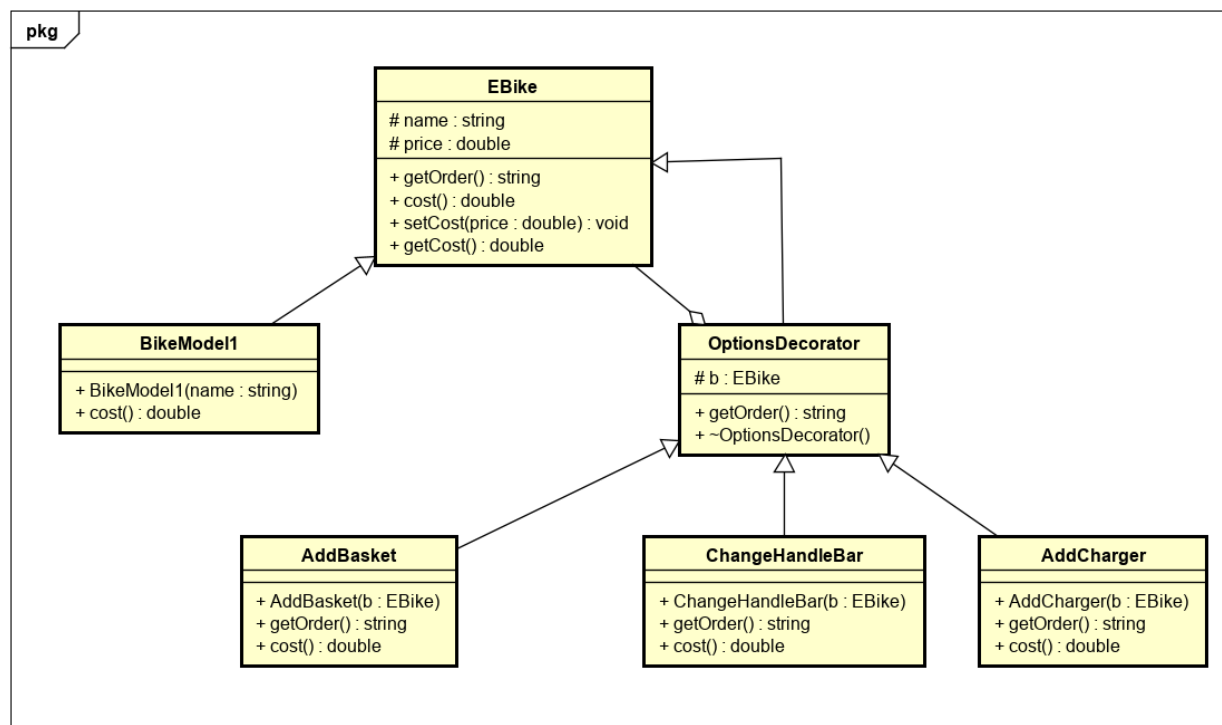 pkg
EBike
# name : string
# price : double
+ getOrder() : string
+ cost() : double
+ setCost(price : double) : void
+ getCost() : double
BikeModel1
+ BikeModel1(name : string)
+ cost() : double
OptionsDecorator
# b : EBike
+ getOrder() : string
+ ~OptionsDecorator()
AddBasket
+ AddBasket(b : EBike)
+ getOrder() : string
+ cost() : double
ChangeHandleBar
+ ChangeHandleBar(b : EBike)
+ getOrder() : string
+ cost() : double
AddCharger
+ AddCharger(b : EBike)
+ getOrder() : string
+ cost() : double